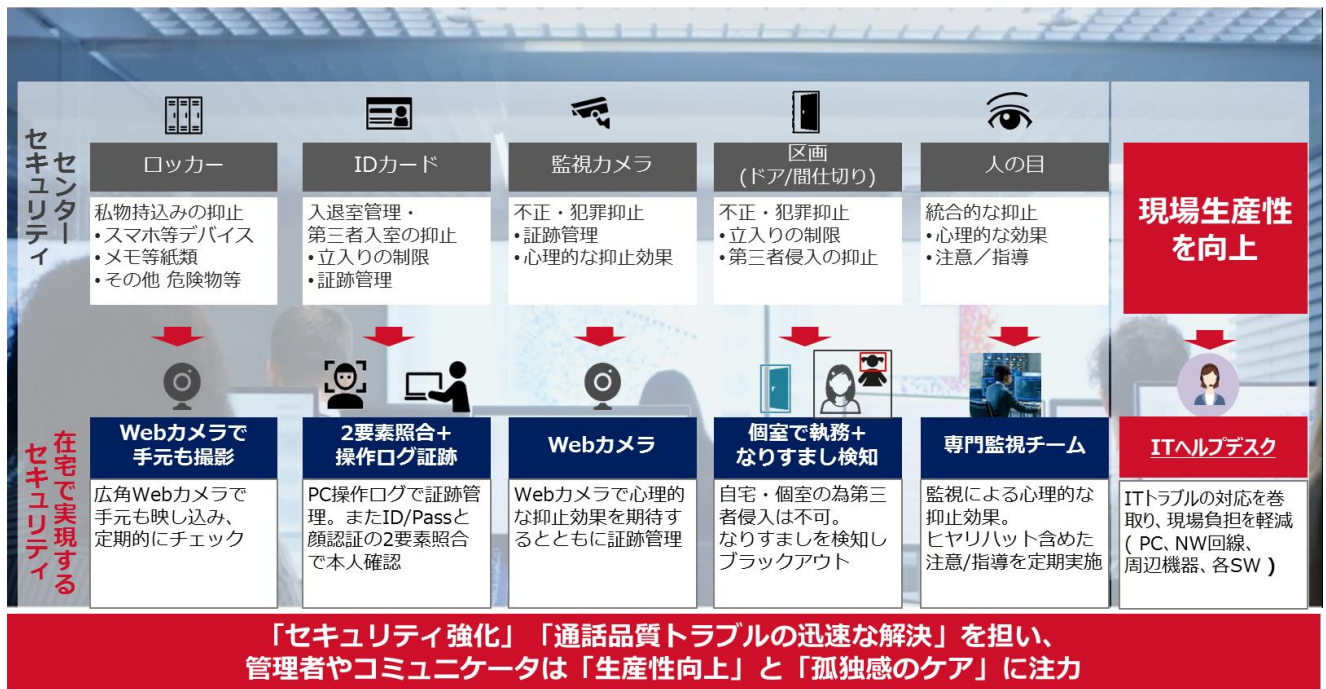 センター
セキュリティ
ロッカー
私物持込みの抑止
•スマホ等デバイス
•メモ等紙類
•その他 危険物等
IDカード
入退室管理・
第三者入室の抑止
•立入りの制限
•証跡管理
監視カメラ
不正・犯罪抑止
•証跡管理
•心理的な抑止効果
区画
(ドア/間仕切り)
不正・犯罪抑止
•立入りの制限
•第三者侵入の抑止
人の目
統合的な抑止
•心理的な効果
•注意／指導
現場生産性
を向上
在宅で実現する
セキュリティ
Webカメラで
手元も撮影
広角Webカメラで
手元も映し込み、
定期的にチェック
2要素照合+
操作ログ証跡
PC操作ログで証跡管
理。またID/Passと
顔認証の2要素照合
で本人確認
Webカメラ
Webカメラで心理的
な抑止効果を期待す
るとともに証跡管理
個室で執務+
なりすまし検知
自宅・個室の為第三
者侵入は不可。
なりすましを検知し
ブラックアウト
専門監視チーム
監視による心理的な
抑止効果。
ヒヤリハット含めた
注意/指導を定期実施
ITヘルプデスク
ITトラブルの対応を巻
取り、現場負担を軽減
( PC、NW回線、
周辺機器、各SW )
「セキュリティ強化」「通話品質トラブルの迅速な解決」を担い、
管理者やコミュニケータは「生産性向上」と「孤独感のケア」に注力